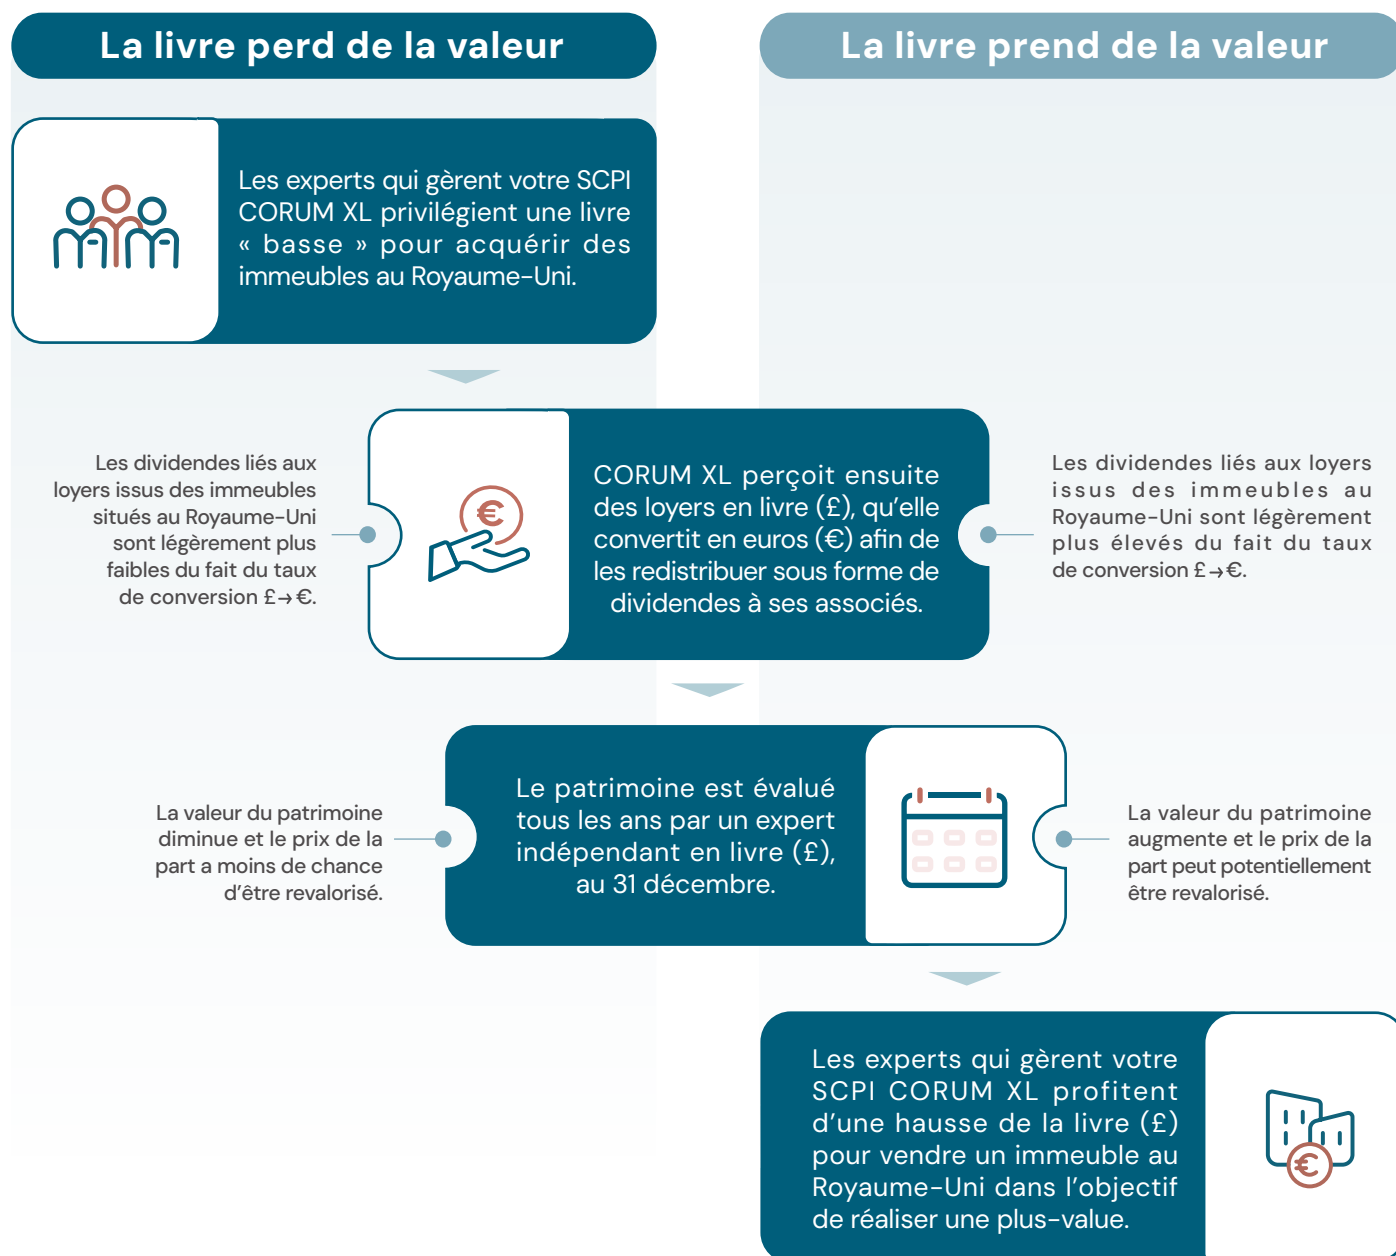 La livre perd de la valeur
La livre prend de la valeur
Les experts qui gèrent votre SCPI
CORUM XL privilégient une livre
« basse » pour acquérir des
immeubles au Royaume-Uni.
Les dividendes liés aux
loyers issus des immeubles
situés au Royaume-Uni
sont légèrement plus
faibles du fait du taux
de conversion £→€.
€
CORUM XL perçoit ensuite
des loyers en livre (£), qu'elle
convertit en euros (€) afin de
les redistribuer sous forme de
dividendes à ses associés.
Les dividendes liés aux loyers
issus des immeubles au
Royaume-Uni sont légèrement
plus élevés du fait du taux
de conversion £→€.
La valeur du patrimoine
diminue et le prix de la
part a moins de chance
d'être revalorisé.
Le patrimoine est évalué
tous les ans par un expert
indépendant en livre (£),
au 31 décembre.
La valeur du patrimoine
augmente et le prix de la
part peut potentiellement
être revalorisé.
Les experts qui gèrent votre
SCPI CORUM XL profitent
d'une hausse de la livre (£)
pour vendre un immeuble au
Royaume-Uni dans l'objectif
de réaliser une plus-value.
€